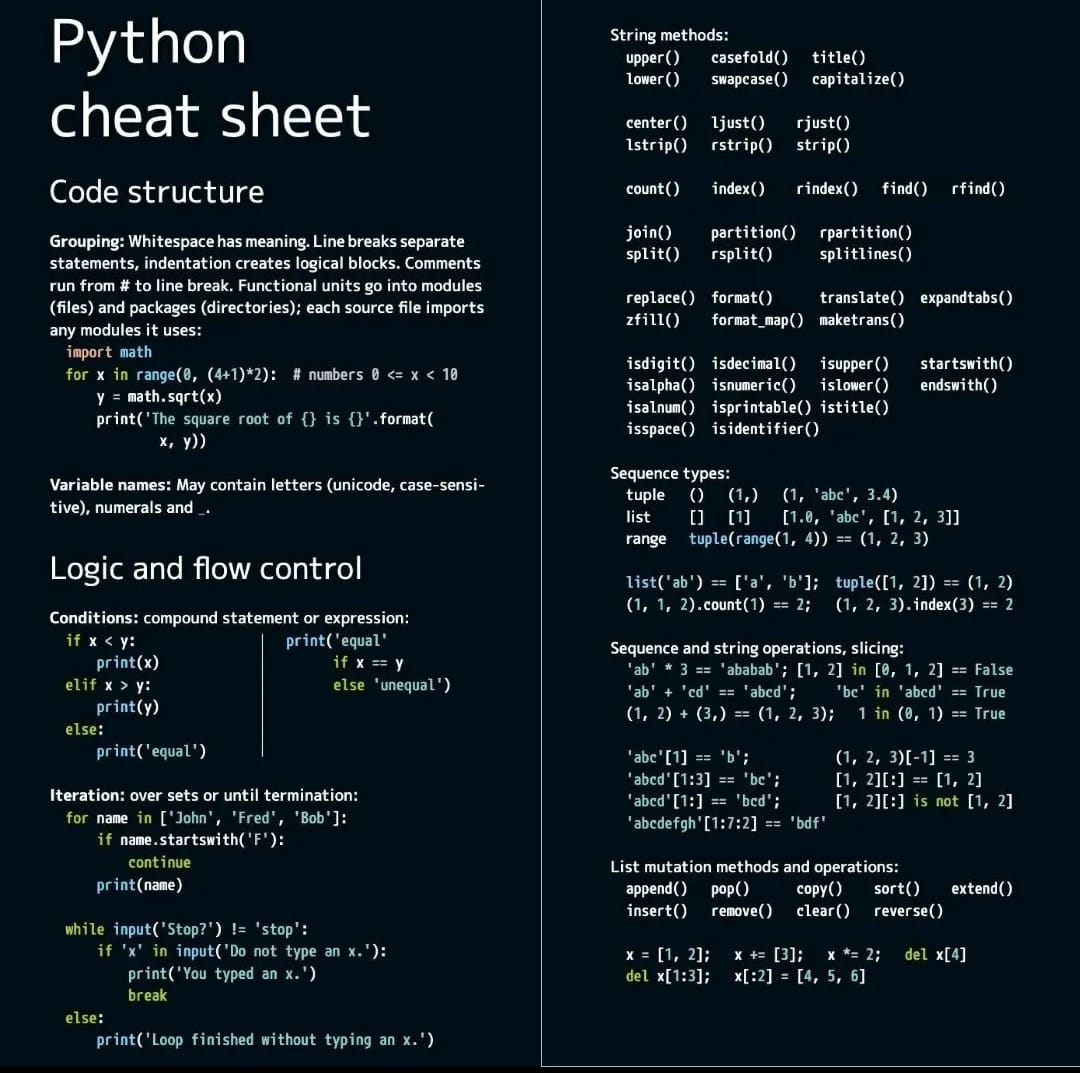 Python
cheat sheet
Code structure
Grouping: Whitespace has meaning. Line breaks separate
statements, indentation creates logical blocks. Comments
run from # to line break. Functional units go into modules
(files) and packages (directories); each source file imports
any modules it uses:
import math
for x in range(0, (4+1)*2):  # numbers 0 <= x < 10
    y = math.sqrt(x)
    print('The square root of {} is {}'.format(
            x, y))
Variable names: May contain letters (unicode, case-sensi-
tive), numerals and _.
Logic and flow control
Conditions: compound statement or expression:
if x < y:
    print(x)
elif x > y:
    print(y)
else:
    print('equal')
print('equal'
      if x == y
      else 'unequal')
Iteration: over sets or until termination:
for name in ['John', 'Fred', 'Bob']:
    if name.startswith('F'):
        continue
    print(name)
while input('Stop?') != 'stop':
    if 'x' in input('Do not type an x.'):
        print('You typed an x.')
        break
else:
    print('Loop finished without typing an x.')
String methods:
upper() casefold() title()
lower() swapcase() capitalize()
center() ljust() rjust()
lstrip() rstrip() strip()
count() index() rindex() find() rfind()
join() partition() rpartition()
split() rsplit() splitlines()
replace() format() translate() expandtabs()
zfill() format_map() maketrans()
isdigit() isdecimal() isupper() startswith()
isalpha() isnumeric() islower() endswith()
isalnum() isprintable() istitle()
isspace() isidentifier()
Sequence types:
tuple () (1,) (1, 'abc', 3.4)
list [] [1] [1.0, 'abc', [1, 2, 3]]
range tuple(range(1, 4)) == (1, 2, 3)
list('ab') == ['a', 'b']; tuple([1, 2]) == (1, 2)
(1, 1, 2).count(1) == 2; (1, 2, 3).index(3) == 2
Sequence and string operations, slicing:
'ab' * 3 == 'ababab'; [1, 2] in [0, 1, 2] == False
'ab' + 'cd' == 'abcd'; 'bc' in 'abcd' == True
(1, 2) + (3,) == (1, 2, 3); 1 in (0, 1) == True
'abc'[1] == 'b'; (1, 2, 3)[-1] == 3
'abcd'[1:3] == 'bc'; [1, 2][:] == [1, 2]
'abcd'[1:] == 'bcd'; [1, 2][:] is not [1, 2]
'abcdefgh'[1:7:2] == 'bdf'
List mutation methods and operations:
append() pop() copy() sort() extend()
insert() remove() clear() reverse()
x = [1, 2]; x += [3]; x *= 2; del x[4]
del x[1:3]; x[:2] = [4, 5, 6]